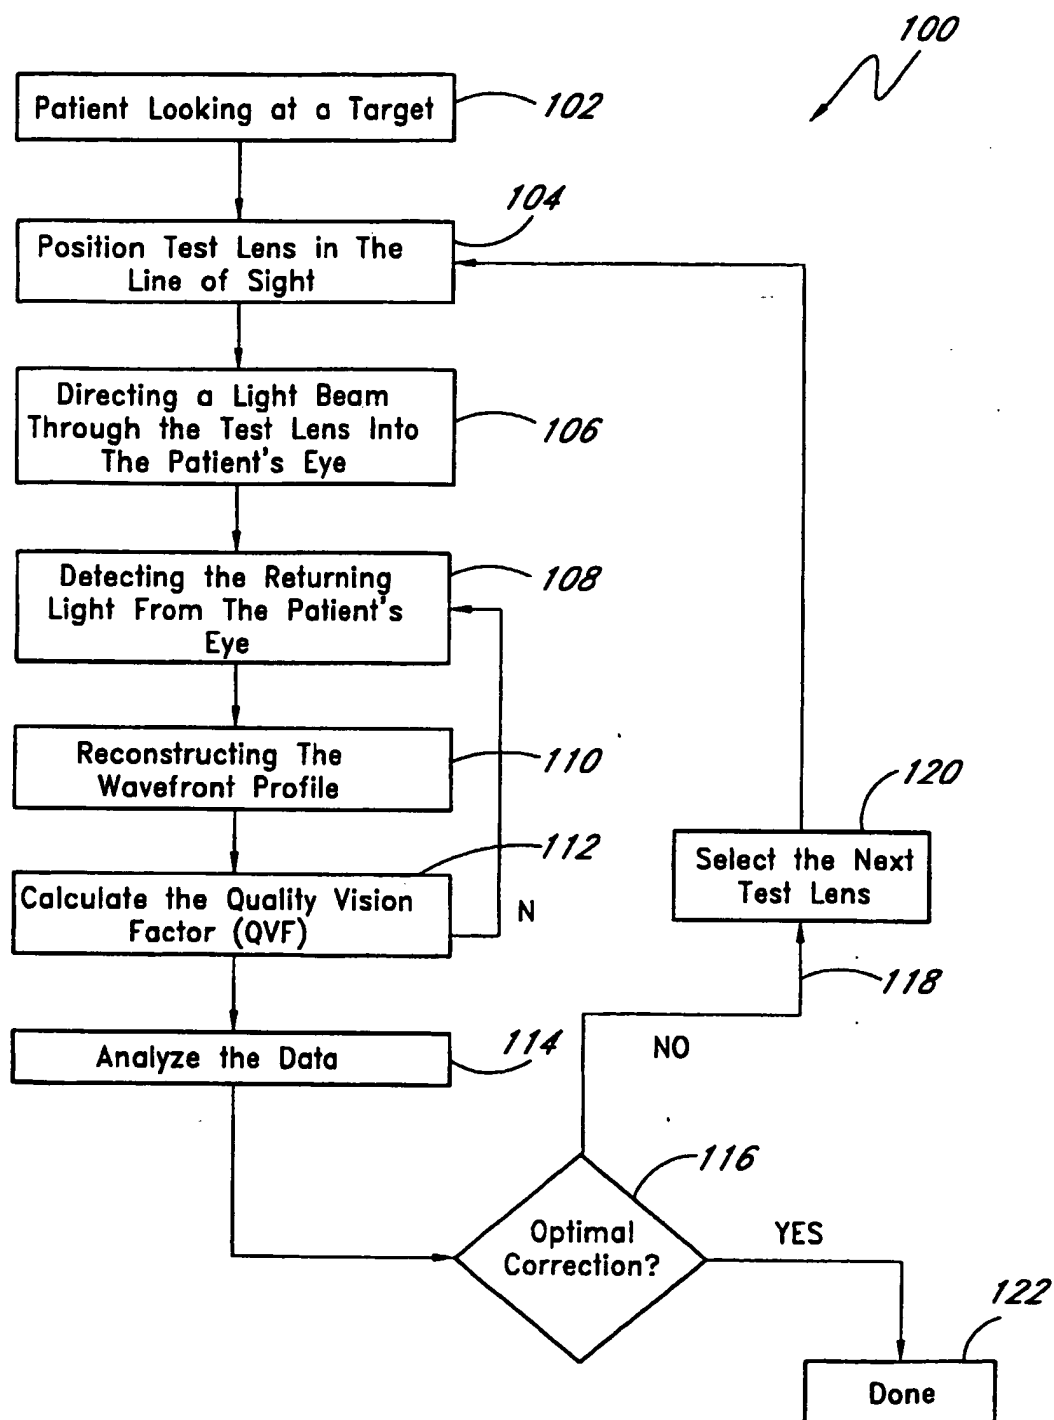 100
Patient Looking at a Target
102
104
Position Test Lens in The
Line of Sight
Directing a Light Beam
Through the Test Lens Into
The Patient's Eye
106
Detecting the Returning
Light From The Patient's
Eye
108
Reconstructing The
Wavefront Profile
110
120
Select the Next
Test Lens
112
Calculate the Quality Vision
Factor (QVF)
N
118
Analyze the Data
114
NO
116
Optimal
Correction?
YES
122
Done